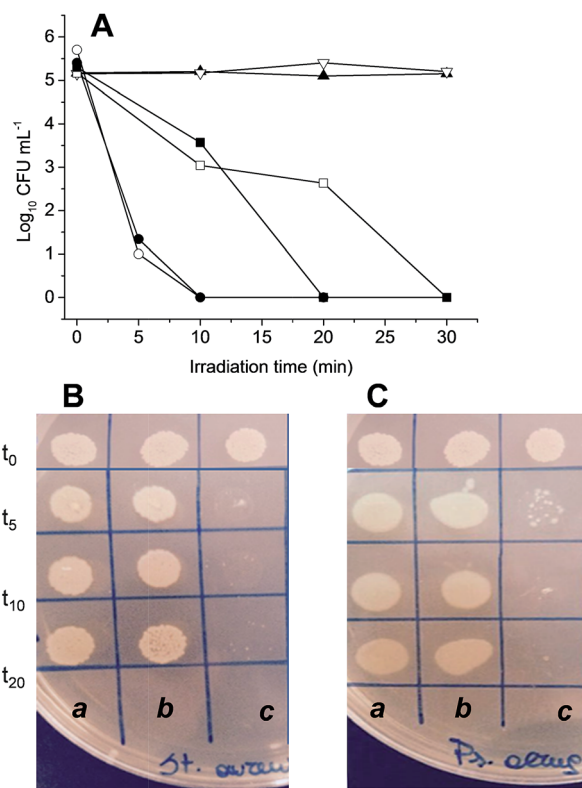 A
Log10 CFU mL-1
6
5
4
3
2
1
0
0 5 10 15 20 25 30
Irradiation time (min)
B C
t0
t5
t10
t20
a b c a b c
St. aureu Ps. aerug